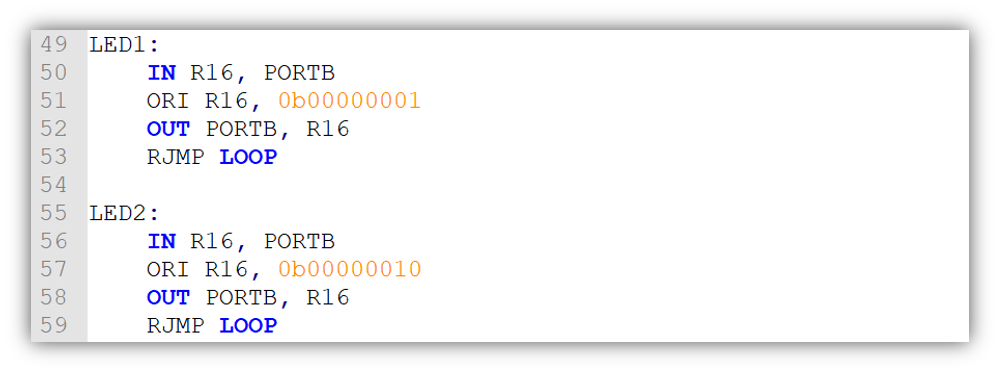 49 LED1:
50 IN R16, PORTB
51 ORI R16, 0b00000001
52 OUT PORTB, R16
53 RJMP LOOP
54
55 LED2:
56 IN R16, PORTB
57 ORI R16, 0b00000010
58 OUT PORTB, R16
59 RJMP LOOP